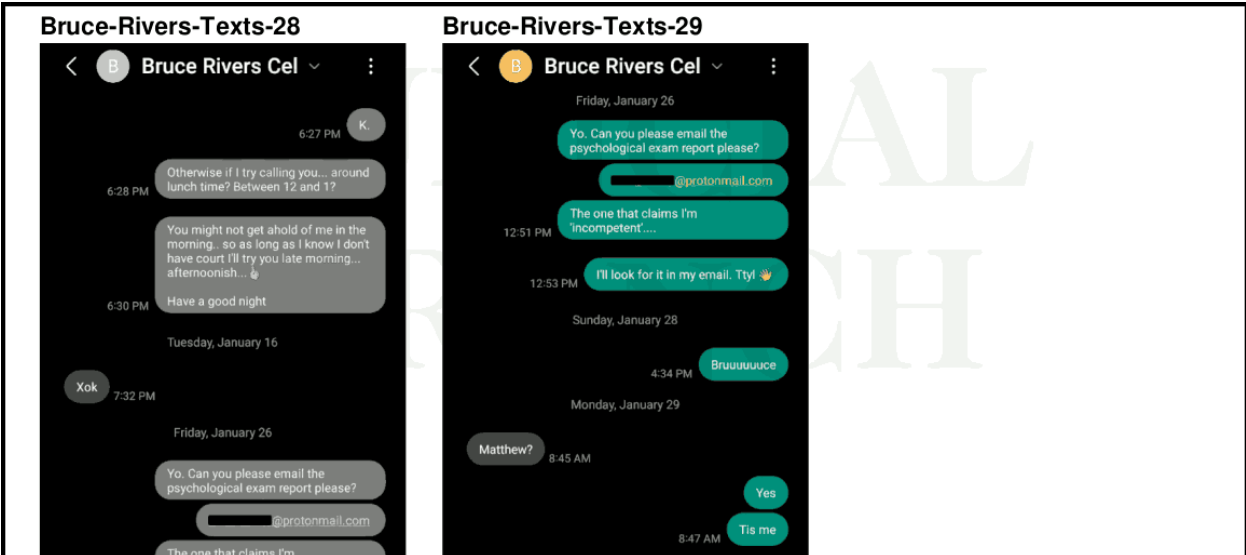 Bruce-Rivers-Texts-28
B
Bruce Rivers Cel
K.
6:27 PM
Otherwise if I try calling you... around
lunch time? Between 12 and 1?
6:28 PM
You might not get ahold of me in the
morning.. so as long as I know I don't
have court I'll try you late morning...
afternoonish...
Have a good night
6:30 PM
Tuesday, January 16
Xok
7:32 PM
Friday, January 26
Yo. Can you please email the
psychological exam report please?
@protonmail.com
The one that claims I'm
Bruce-Rivers-Texts-29
B
Bruce Rivers Cel
Friday, January 26
Yo. Can you please email the
psychological exam report please?
@protonmail.com
The one that claims I'm
'incompetent'....
12:51 PM
I'll look for it in my email. Ttyl 👋
12:53 PM
Sunday, January 28
Bruuuuuuce
4:34 PM
Monday, January 29
Matthew?
8:45 AM
Yes
Tis me
8:47 AM